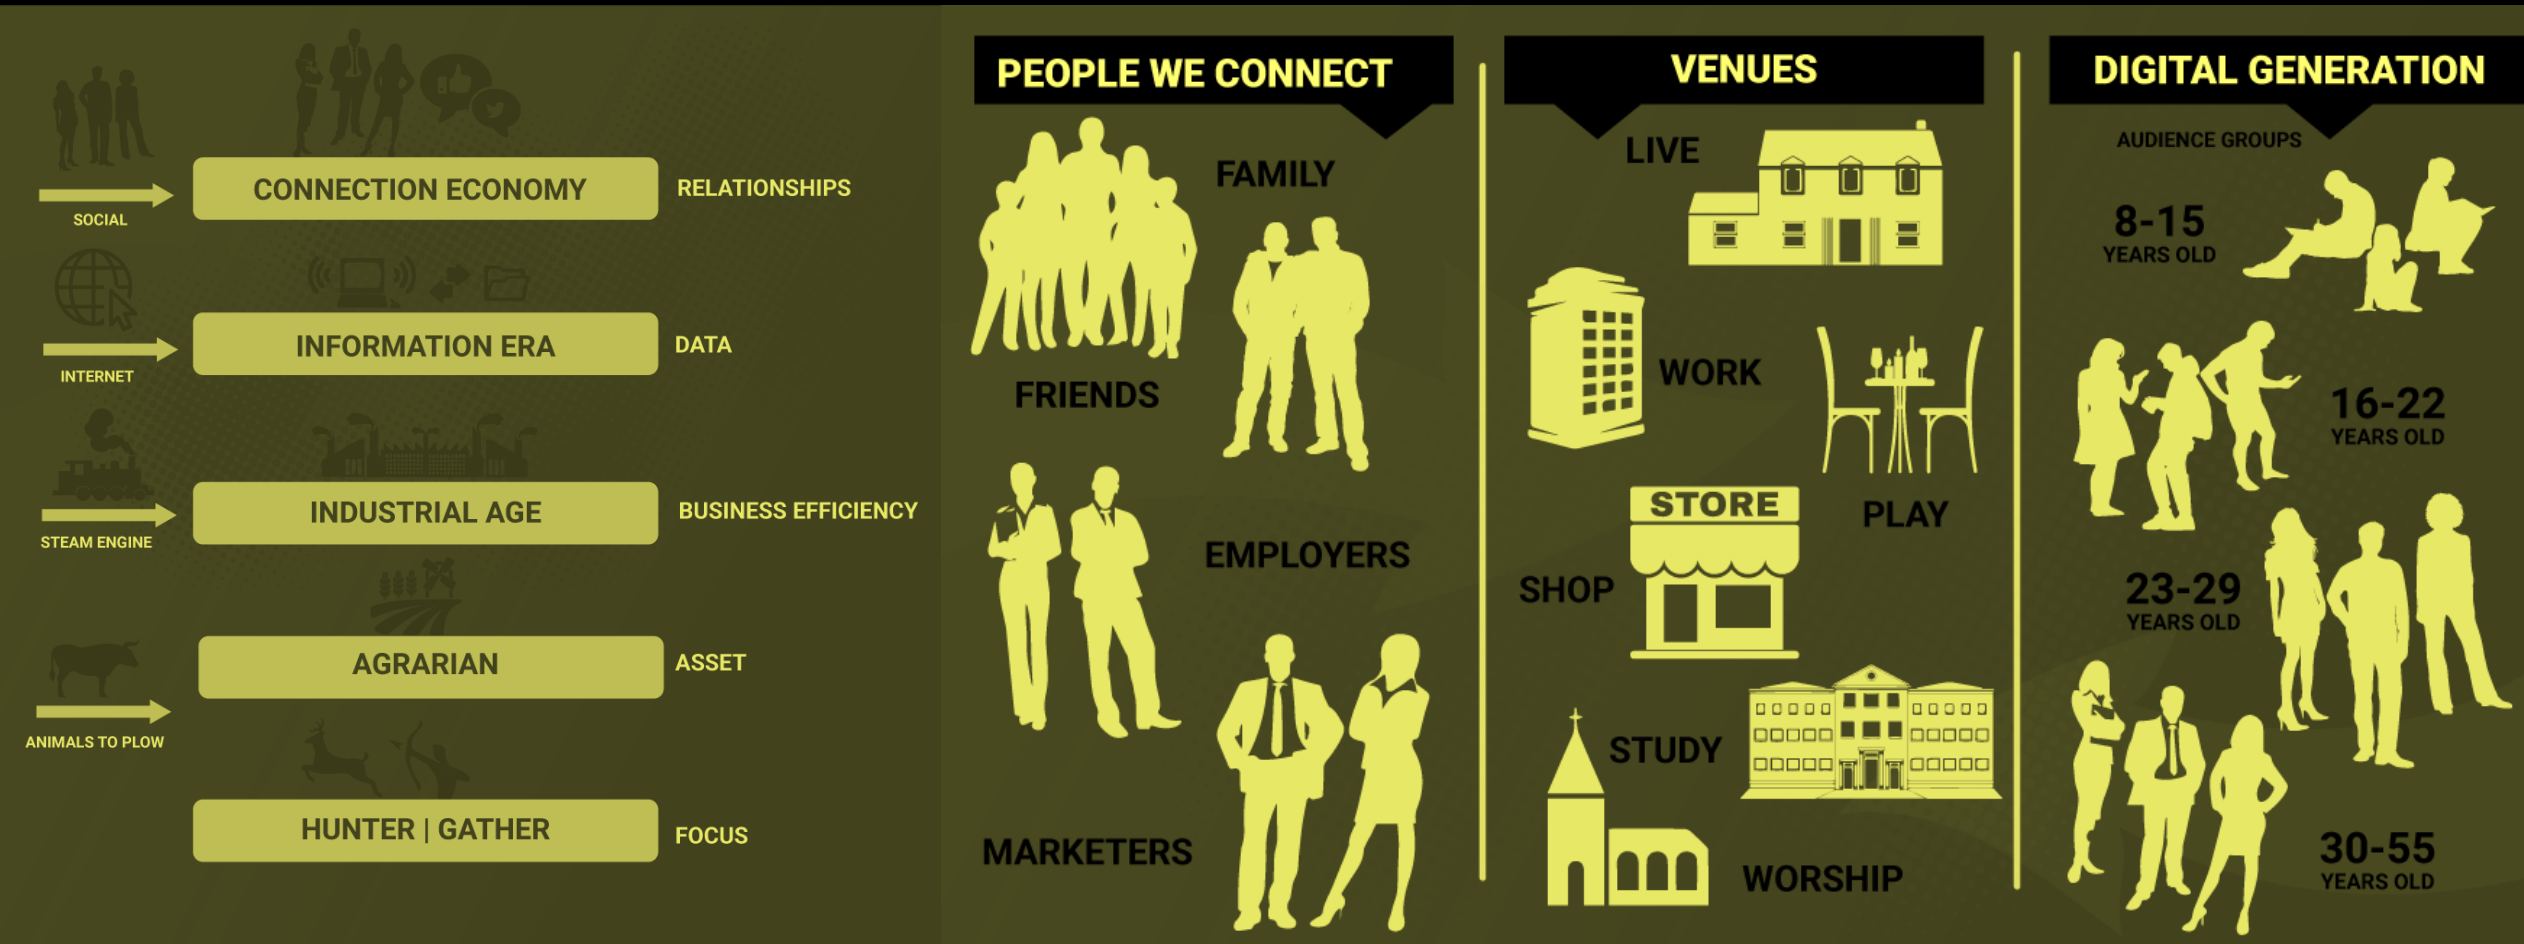 CONNECTION ECONOMY
RELATIONSHIPS
SOCIAL
INFORMATION ERA
DATA
INTERNET
INDUSTRIAL AGE
BUSINESS EFFICIENCY
STEAM ENGINE
AGRARIAN
ASSET
ANIMALS TO PLOW
HUNTER | GATHER
FOCUS
PEOPLE WE CONNECT
FAMILY
FRIENDS
EMPLOYERS
MARKETERS
VENUES
LIVE
WORK
PLAY
STORE
SHOP
STUDY
WORSHIP
DIGITAL GENERATION
AUDIENCE GROUPS
8-15
YEARS OLD
16-22
YEARS OLD
23-29
YEARS OLD
30-55
YEARS OLD